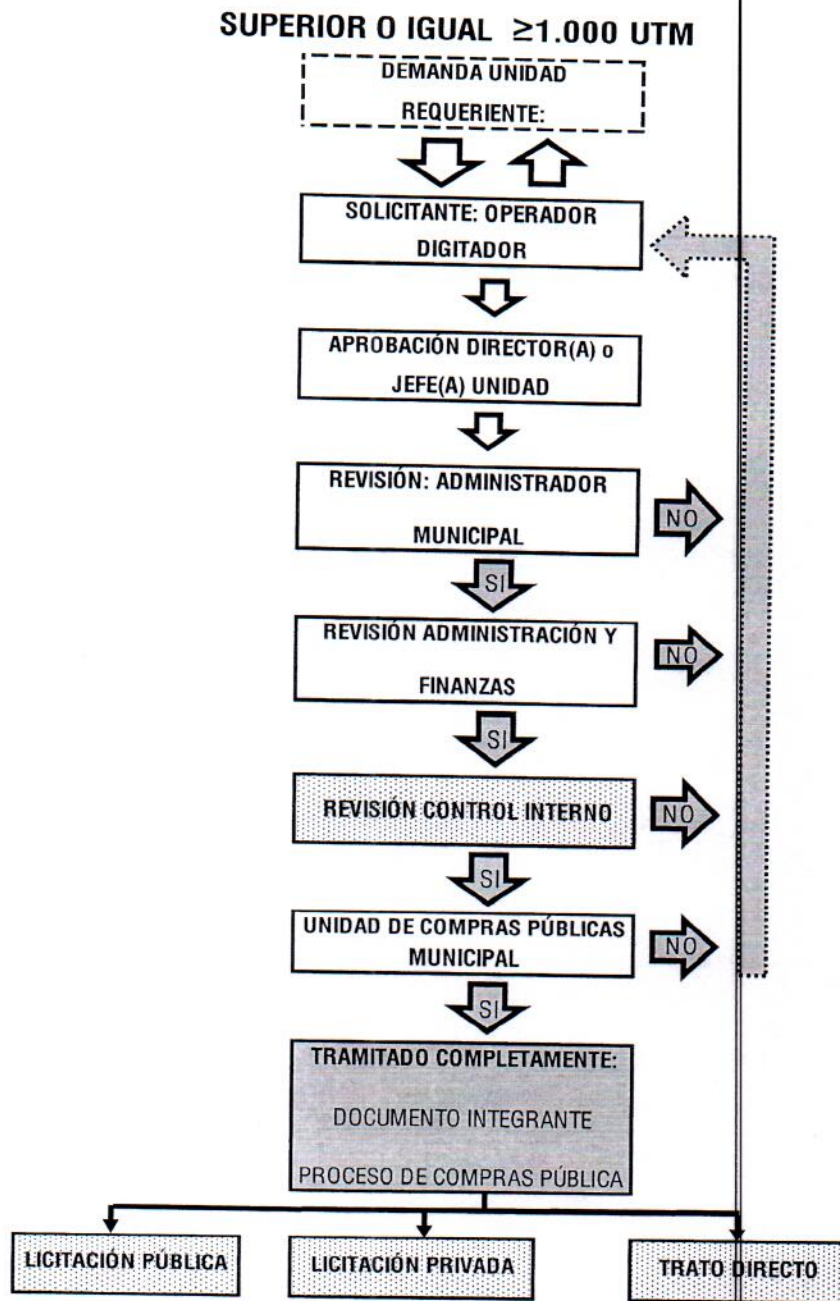 SUPERIOR O IGUAL ≥1.000 UTM
DEMANDA UNIDAD
REQUERIENTE:
SOLICITANTE: OPERADOR
DIGITADOR
APROBACIÓN DIRECTOR(A) o
JEFE(A) UNIDAD
REVISIÓN: ADMINISTRADOR
MUNICIPAL
NO
SI
REVISIÓN ADMINISTRACIÓN Y
FINANZAS
NO
SI
REVISIÓN CONTROL INTERNO
NO
SI
UNIDAD DE COMPRAS PÚBLICAS
MUNICIPAL
NO
SI
TRAMITADO COMPLETAMENTE:
DOCUMENTO INTEGRANTE
PROCESO DE COMPRAS PÚBLICA
LICITACIÓN PÚBLICA
LICITACIÓN PRIVADA
TRATO DIRECTO